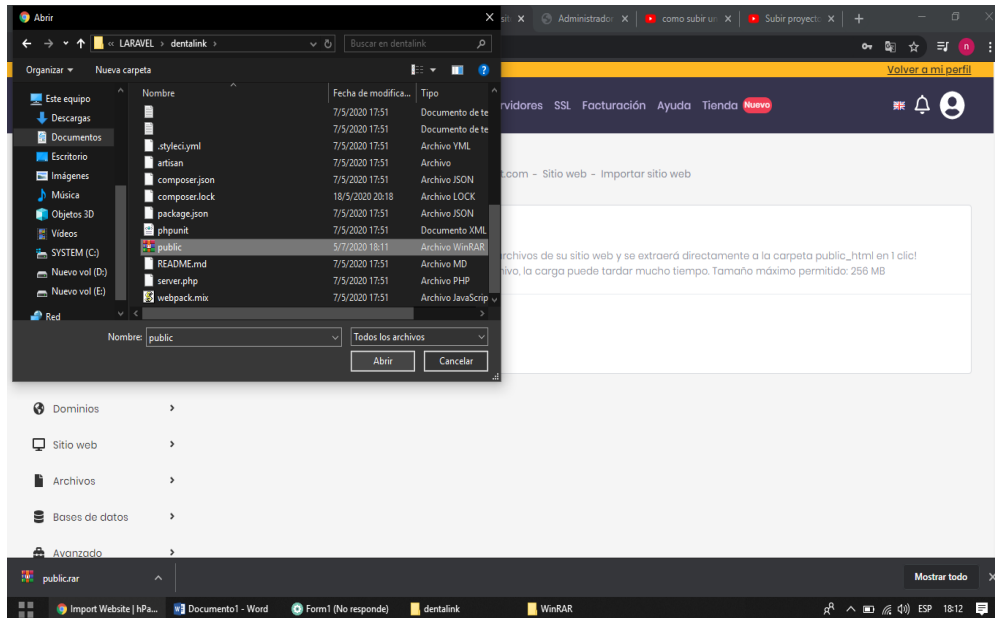 Abrir
Administrador
como subir un
Subir proyecto
« LARAVEL › dentalink ›
Buscar en dentalink
Organizar
Nueva carpeta
Volver a mi perfil
Este equipo
Descargas
Documentos
Escritorio
Imágenes
Música
Objetos 3D
Vídeos
SYSTEM (C:)
Nuevo vol (D:)
Nuevo vol (E:)
Red
Nombre Fecha de modifica... Tipo
7/5/2020 17:51 Documento de te
7/5/2020 17:51 Documento de te
.styleci.yml 7/5/2020 17:51 Archivo YML
artisan 7/5/2020 17:51 Archivo
composer.json 7/5/2020 17:51 Archivo JSON
composer.lock 18/5/2020 20:18 Archivo LOCK
package.json 7/5/2020 17:51 Archivo JSON
phpunit 7/5/2020 17:51 Documento XML
public 5/7/2020 18:11 Archivo WinRAR
README.md 7/5/2020 17:51 Archivo MD
server.php 7/5/2020 17:51 Archivo PHP
webpack.mix 7/5/2020 17:51 Archivo JavaScrip
Nombre: public
Todos los archivos
Abrir
Cancelar
rvidores SSL Facturación Ayuda Tienda Nuevo
n
t.com - Sitio web - Importar sitio web
rchivos de su sitio web y se extraerá directamente a la carpeta public_html en 1 clic!
ivo, la carga puede tardar mucho tiempo. Tamaño máximo permitido: 256 MB
Dominios
Sitio web
Archivos
Bases de datos
Avanzado
public.rar
Mostrar todo
Import Website | hPa...
Documento1 - Word
Form1 (No responde)
dentalink
WinRAR
ESP
18:12